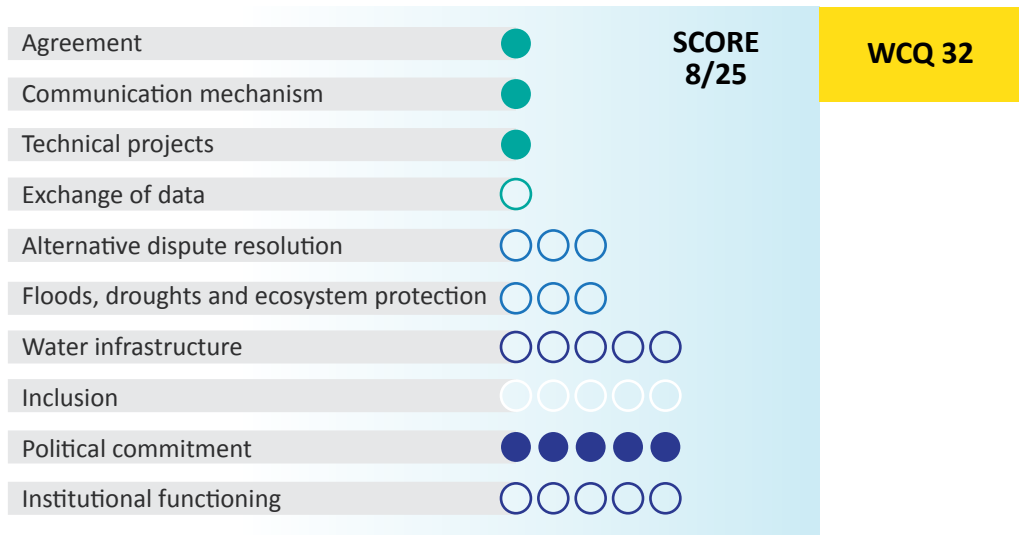 Agreement
SCORE
8/25
WCQ 32
Communication mechanism
Technical projects
Exchange of data
Alternative dispute resolution
Floods, droughts and ecosystem protection
Water infrastructure
Inclusion
Political commitment
Institutional functioning